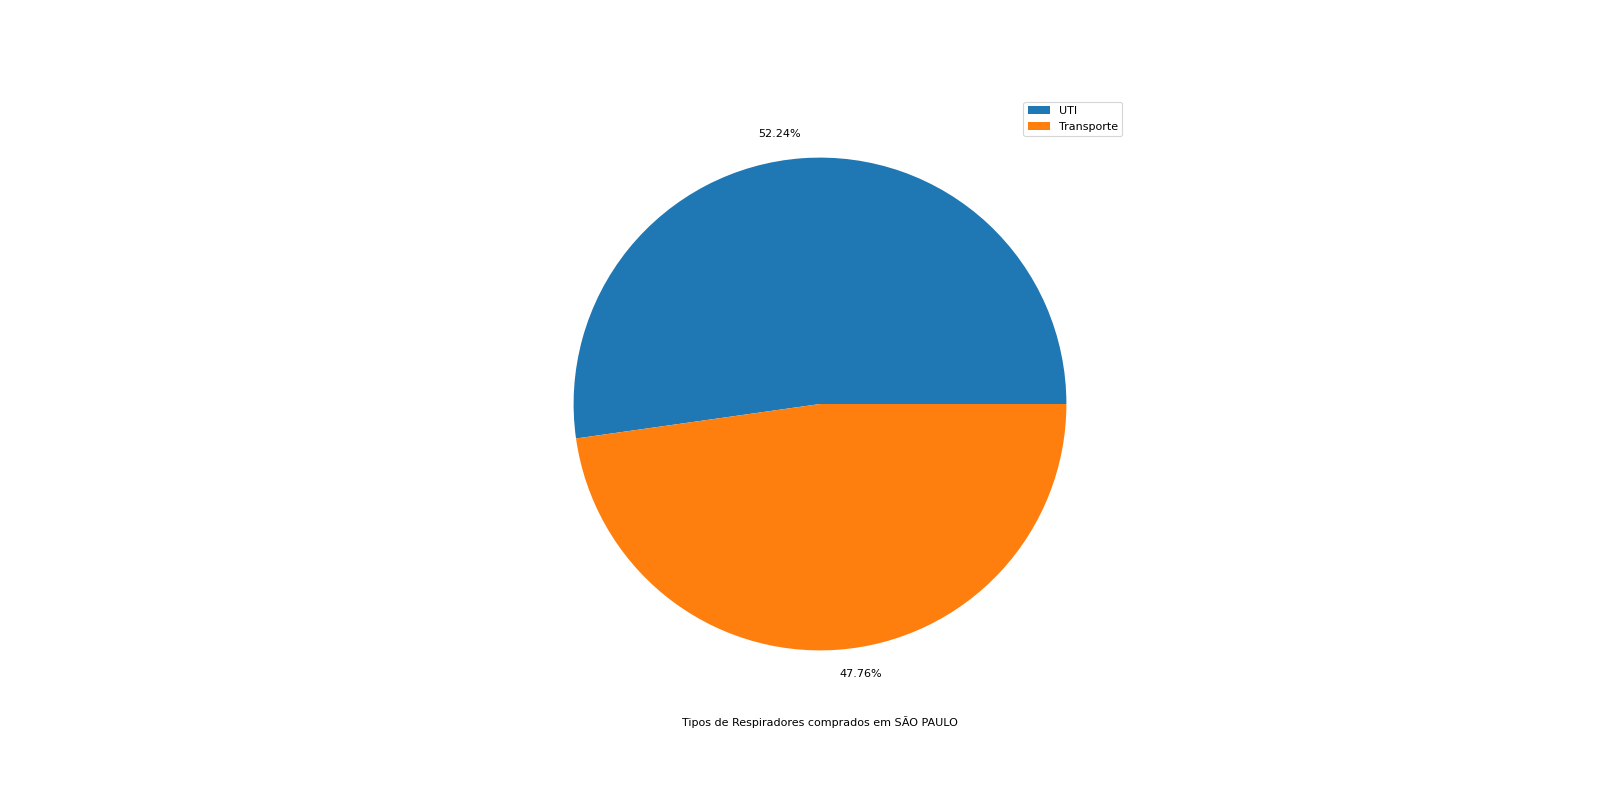 UTI
Transporte
52.24%
47.76%
Tipos de Respiradores comprados em SÃO PAULO